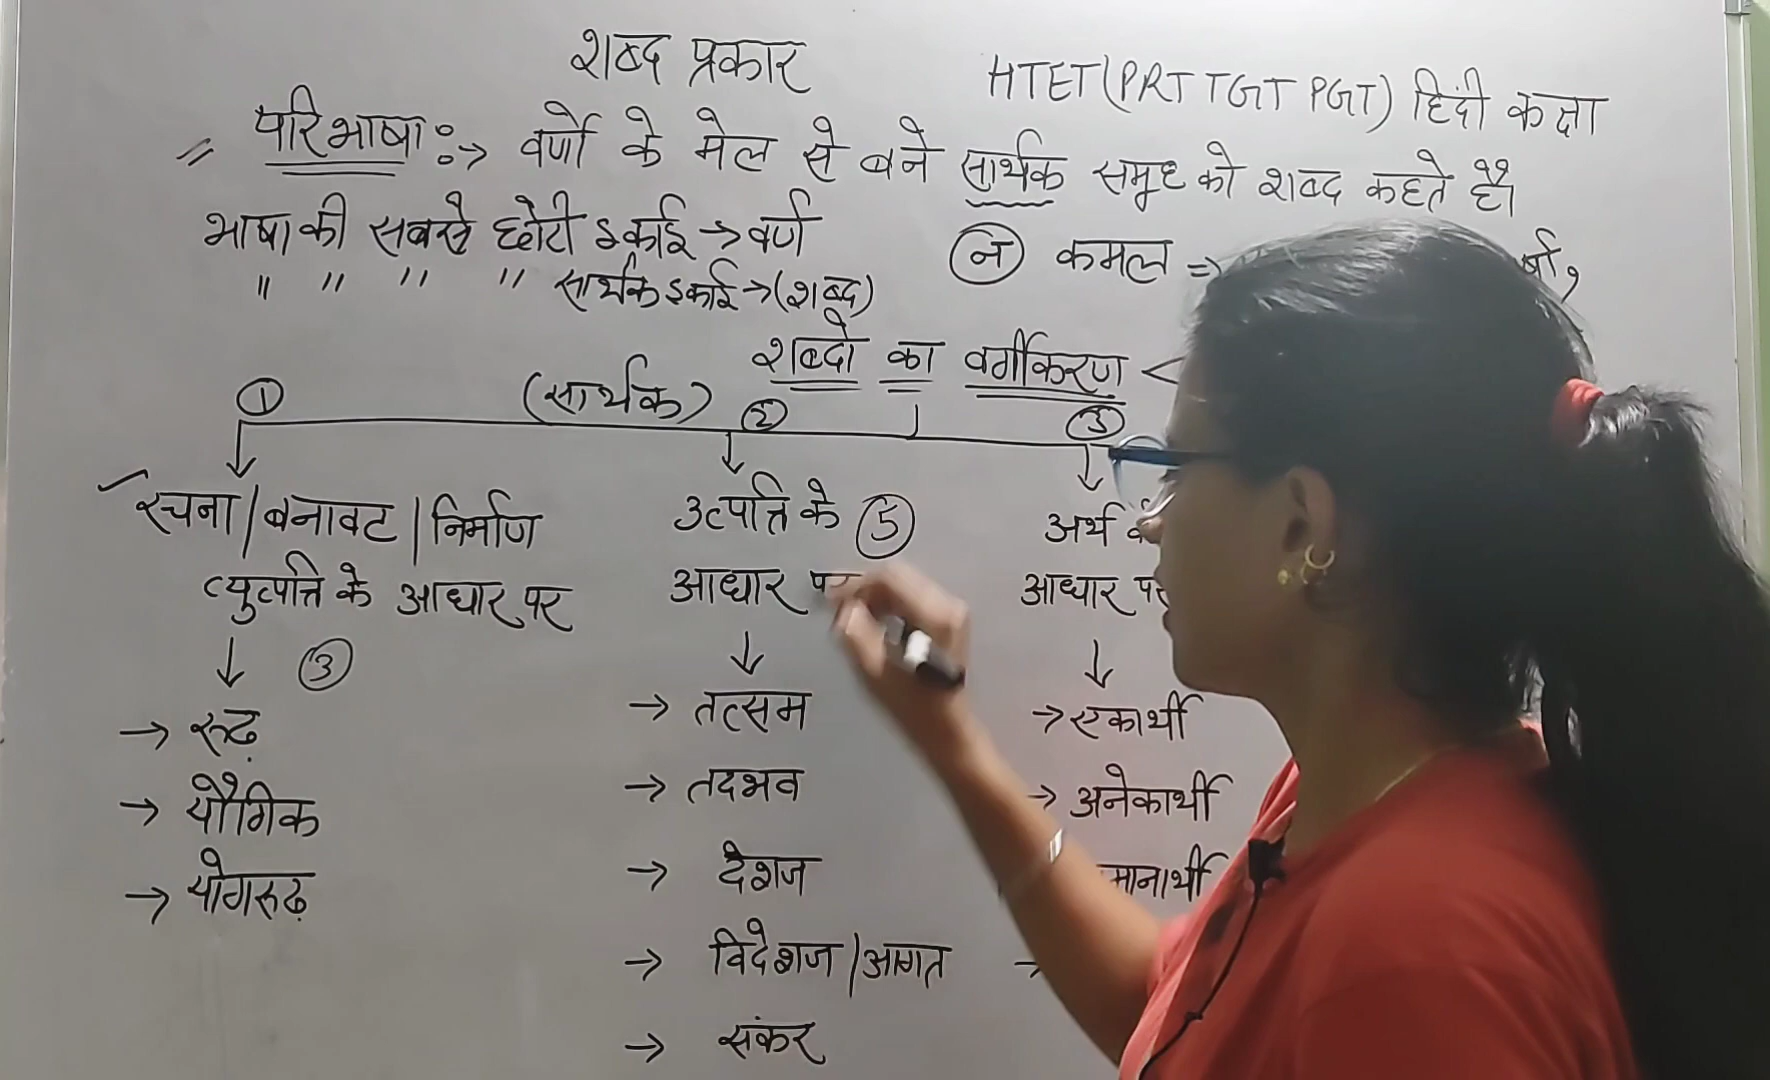 शब्द प्रकार
HTET(PRT TGT PGT) हिंदी कक्षा
परिभाषा :→ वर्णों के मेल से बने सार्थक समूह को शब्द कहते हैं।
भाषा की सबसे छोटी इकाई → वर्ण
न कमल ⇒
" " " " सार्थक इकाई → (शब्द)
शब्दों का वर्गीकरण <
(सार्थक)
① ② ③
रचना/बनावट/निर्माण
व्युत्पत्ति के आधार पर
↓ ③
→ रूढ़
→ यौगिक
→ योगरूढ़
उत्पत्ति के ⑤
आधार पर
↓
→ तत्सम
→ तदभव
→ देशज
→ विदेशज/आगत
→ संकर
अर्थ
आधार पर
↓
→ एकार्थी
→ अनेकार्थी
मानार्थी
→